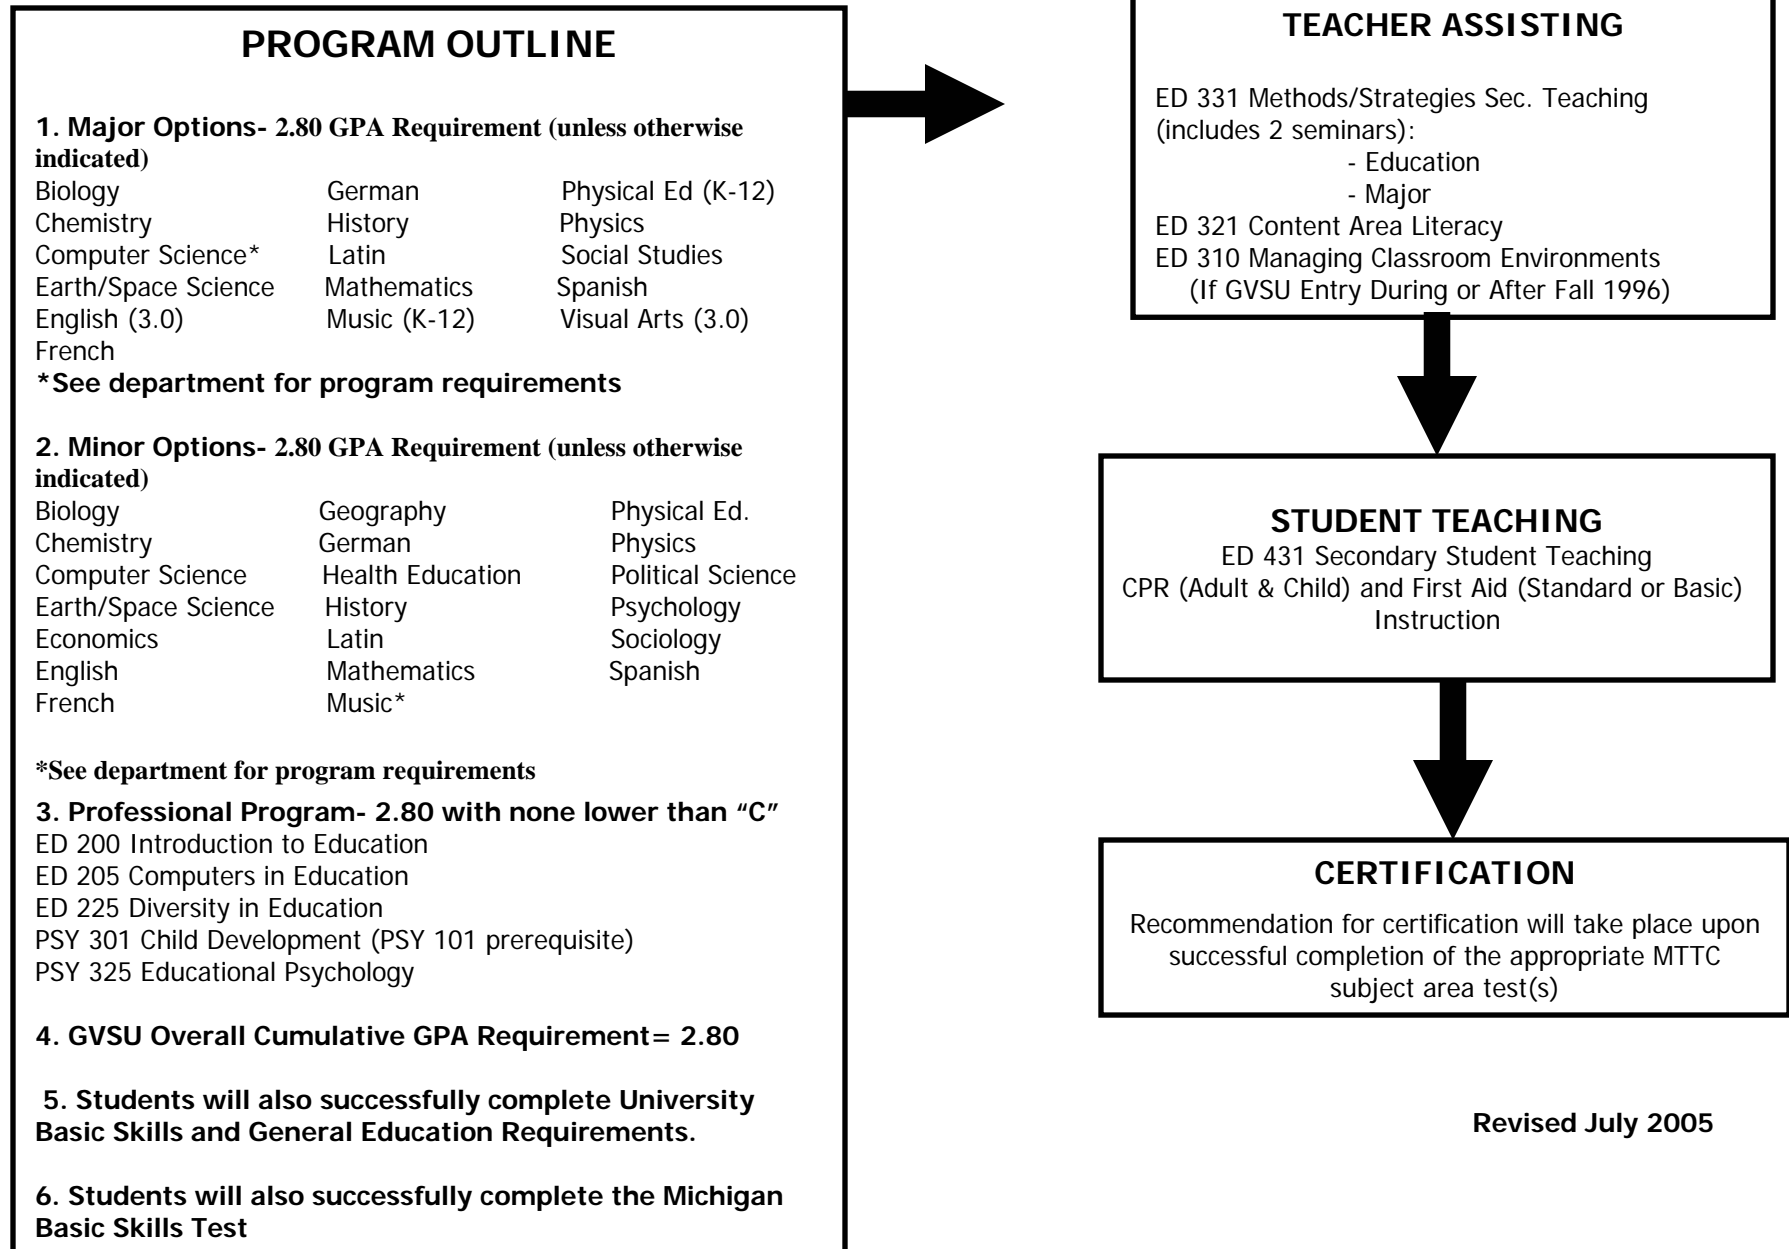 PROGRAM OUTLINE
1. Major Options- 2.80 GPA Requirement (unless otherwise
indicated)
Biology German Physical Ed (K-12)
Chemistry History Physics
Computer Science* Latin Social Studies
Earth/Space Science Mathematics Spanish
English (3.0) Music (K-12) Visual Arts (3.0)
French
*See department for program requirements
2. Minor Options- 2.80 GPA Requirement (unless otherwise
indicated)
Biology Geography Physical Ed.
Chemistry German Physics
Computer Science Health Education Political Science
Earth/Space Science History Psychology
Economics Latin Sociology
English Mathematics Spanish
French Music*
*See department for program requirements
3. Professional Program- 2.80 with none lower than “C”
ED 200 Introduction to Education
ED 205 Computers in Education
ED 225 Diversity in Education
PSY 301 Child Development (PSY 101 prerequisite)
PSY 325 Educational Psychology
4. GVSU Overall Cumulative GPA Requirement= 2.80
5. Students will also successfully complete University
Basic Skills and General Education Requirements.
6. Students will also successfully complete the Michigan
Basic Skills Test
TEACHER ASSISTING
ED 331 Methods/Strategies Sec. Teaching
(includes 2 seminars):
- Education
- Major
ED 321 Content Area Literacy
ED 310 Managing Classroom Environments
(If GVSU Entry During or After Fall 1996)
STUDENT TEACHING
ED 431 Secondary Student Teaching
CPR (Adult & Child) and First Aid (Standard or Basic)
Instruction
CERTIFICATION
Recommendation for certification will take place upon
successful completion of the appropriate MTTC
subject area test(s)
Revised July 2005